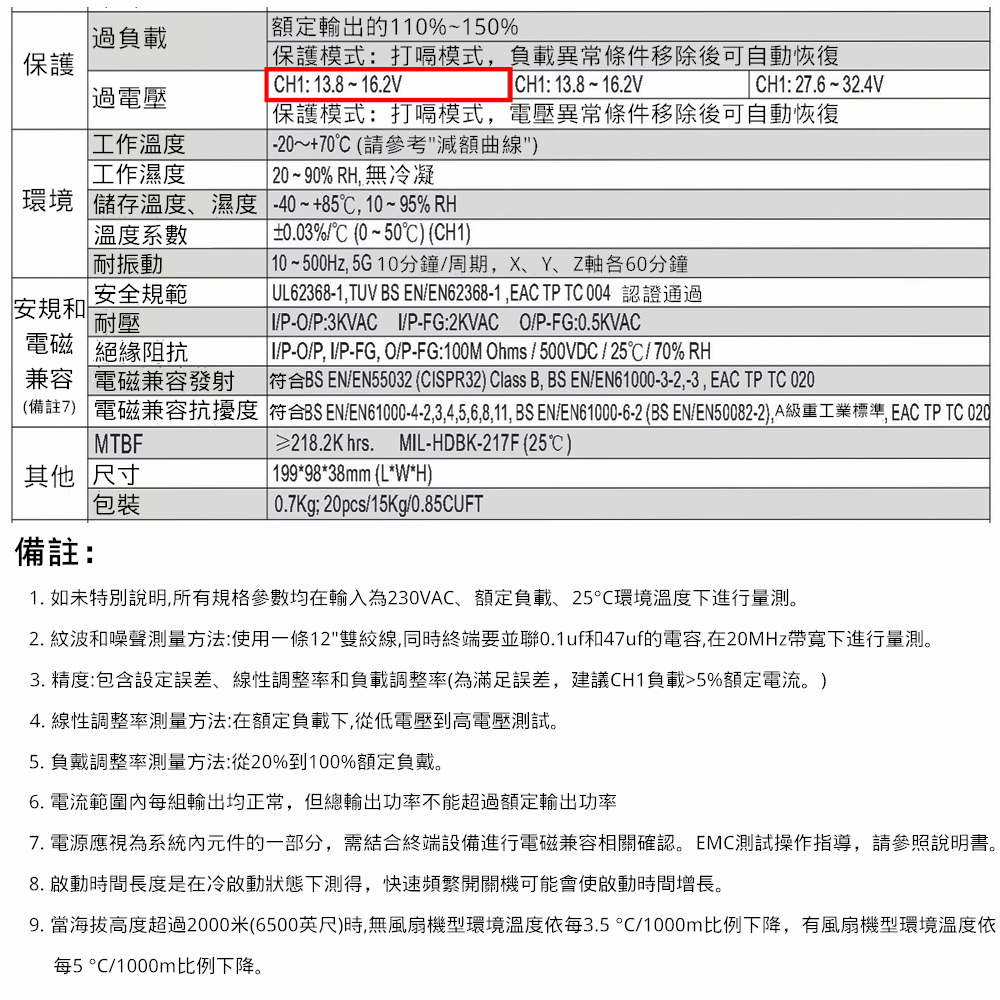 保護
過負載
額定輸出的110%~150%
保護模式：打嗝模式，負載異常條件移除後可自動恢復
過電壓
CH1: 13.8 ~ 16.2V CH1: 13.8 ~ 16.2V CH1: 27.6 ~ 32.4V
保護模式：打嗝模式，電壓異常條件移除後可自動恢復
環境
工作溫度 -20～+70℃ (請參考"減額曲線")
工作濕度 20 ~ 90% RH, 無冷凝
儲存溫度、濕度 -40 ~ +85℃, 10 ~ 95% RH
溫度系數 ±0.03%/℃ (0 ~ 50℃) (CH1)
耐振動 10 ~ 500Hz, 5G 10分鐘/周期，X、Y、Z軸各60分鐘
安規和
電磁
兼容
(備註7)
安全規範 UL62368-1, TUV BS EN/EN62368-1 ,EAC TP TC 004 認證通過
耐壓 I/P-O/P:3KVAC I/P-FG:2KVAC O/P-FG:0.5KVAC
絕緣阻抗 I/P-O/P, I/P-FG, O/P-FG:100M Ohms / 500VDC / 25℃/ 70% RH
電磁兼容發射 符合BS EN/EN55032 (CISPR32) Class B, BS EN/EN61000-3-2,-3 , EAC TP TC 020
電磁兼容抗擾度 符合BS EN/EN61000-4-2,3,4,5,6,8,11, BS EN/EN61000-6-2 (BS EN/EN50082-2),A級重工業標準, EAC TP TC 020
其他
MTBF ≥218.2K hrs. MIL-HDBK-217F (25℃)
尺寸 199*98*38mm (L*W*H)
包裝 0.7Kg; 20pcs/15Kg/0.85CUFT
備註：
1. 如未特別說明,所有規格參數均在輸入為230VAC、額定負載、25°C環境溫度下進行量測。
2. 紋波和噪聲測量方法:使用一條12"雙絞線,同時終端要並聯0.1uf和47uf的電容,在20MHz帶寬下進行量測。
3. 精度:包含設定誤差、線性調整率和負載調整率(為滿足誤差，建議CH1負載>5%額定電流。)
4. 線性調整率測量方法:在額定負載下,從低電壓到高電壓測試。
5. 負戴調整率測量方法:從20%到100%額定負戴。
6. 電流範圍內每組輸出均正常，但總輸出功率不能超過額定輸出功率
7. 電源應視為系統內元件的一部分，需結合終端設備進行電磁兼容相關確認。EMC測試操作指導，請參照說明書。
8. 啟動時間長度是在冷啟動狀態下測得，快速頻繁開關機可能會使啟動時間增長。
9. 當海拔高度超過2000米(6500英尺)時,無風扇機型環境溫度依每3.5 °C/1000m比例下降，有風扇機型環境溫度依
每5 °C/1000m比例下降。